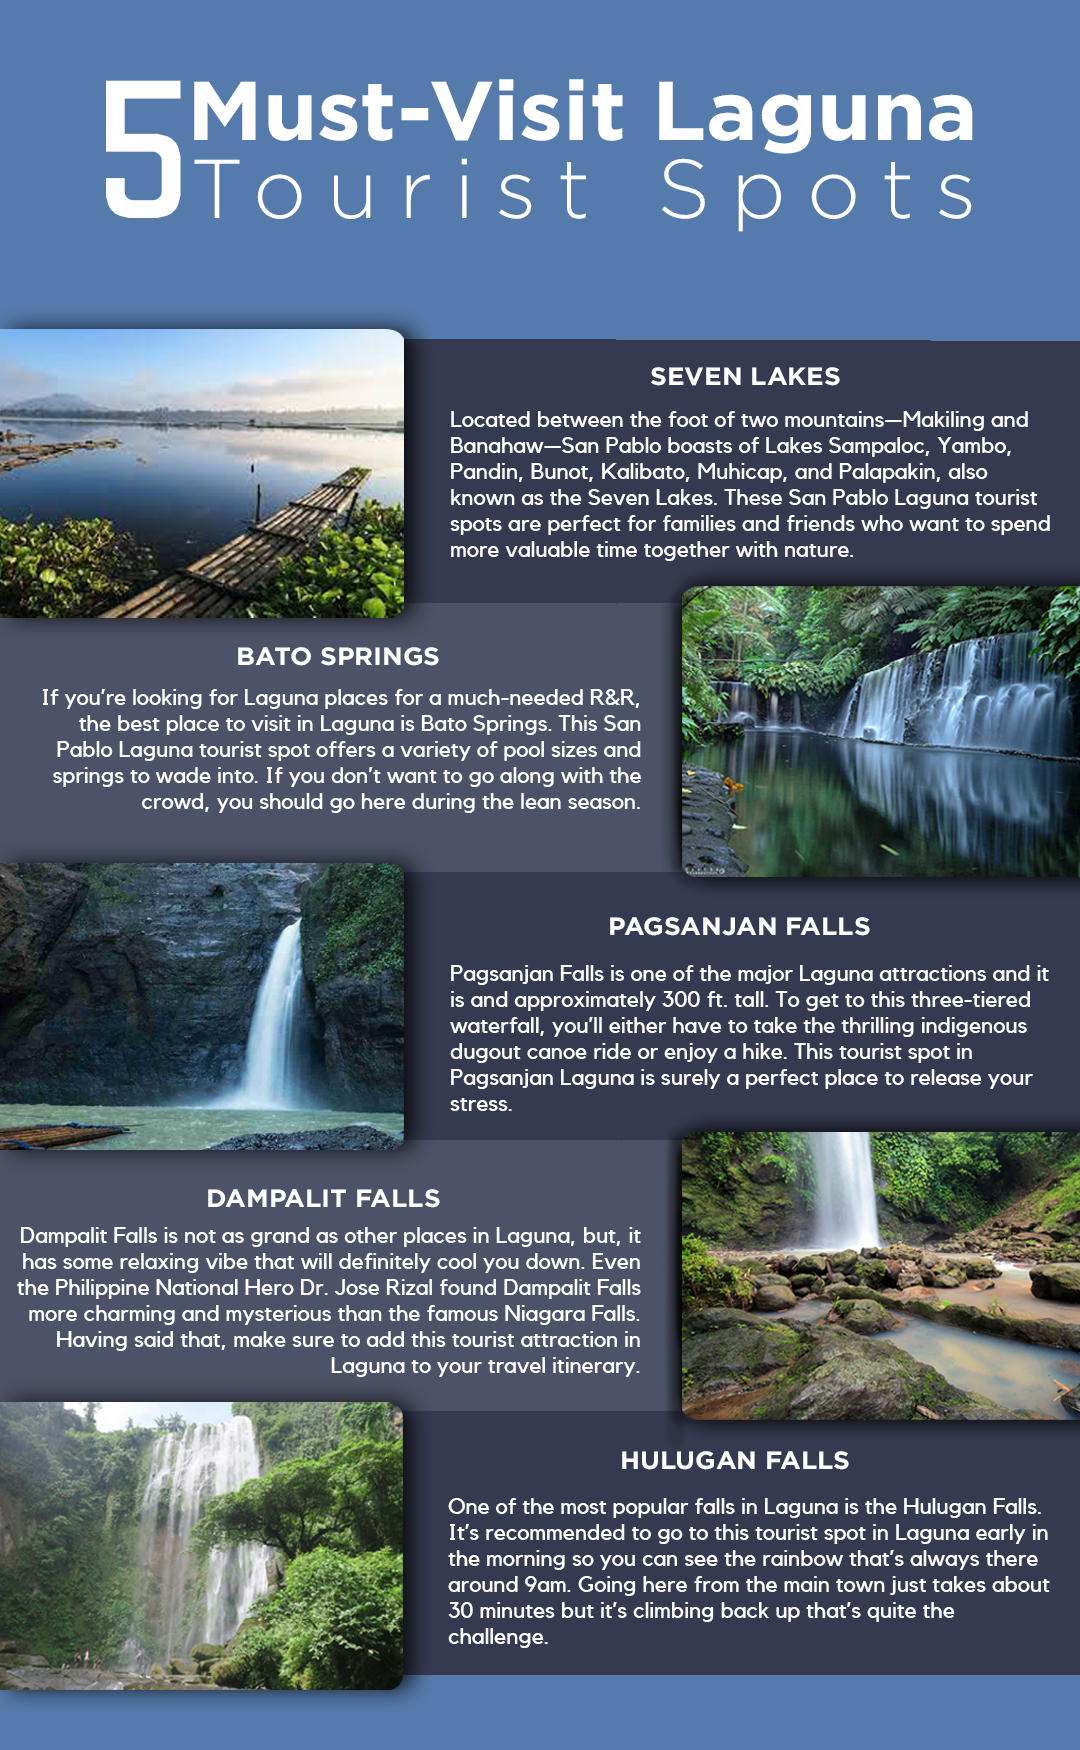 5 Must-Visit Laguna
Tourist Spots
SEVEN LAKES
Located between the foot of two mountains—Makiling and
Banahaw—San Pablo boasts of Lakes Sampaloc, Yambo,
Pandin, Bunot, Kalibato, Muhicap, and Palapakin, also
known as the Seven Lakes. These San Pablo Laguna tourist
spots are perfect for families and friends who want to spend
more valuable time together with nature.
BATO SPRINGS
If you're looking for Laguna places for a much-needed R&R,
the best place to visit in Laguna is Bato Springs. This San
Pablo Laguna tourist spot offers a variety of pool sizes and
springs to wade into. If you don't want to go along with the
crowd, you should go here during the lean season.
PAGSANJAN FALLS
Pagsanjan Falls is one of the major Laguna attractions and it
is and approximately 300 ft. tall. To get to this three-tiered
waterfall, you'll either have to take the thrilling indigenous
dugout canoe ride or enjoy a hike. This tourist spot in
Pagsanjan Laguna is surely a perfect place to release your
stress.
DAMPALIT FALLS
Dampalit Falls is not as grand as other places in Laguna, but, it
has some relaxing vibe that will definitely cool you down. Even
the Philippine National Hero Dr. Jose Rizal found Dampalit Falls
more charming and mysterious than the famous Niagara Falls.
Having said that, make sure to add this tourist attraction in
Laguna to your travel itinerary.
HULUGAN FALLS
One of the most popular falls in Laguna is the Hulugan Falls.
It's recommended to go to this tourist spot in Laguna early in
the morning so you can see the rainbow that's always there
around 9am. Going here from the main town just takes about
30 minutes but it's climbing back up that's quite the
challenge.